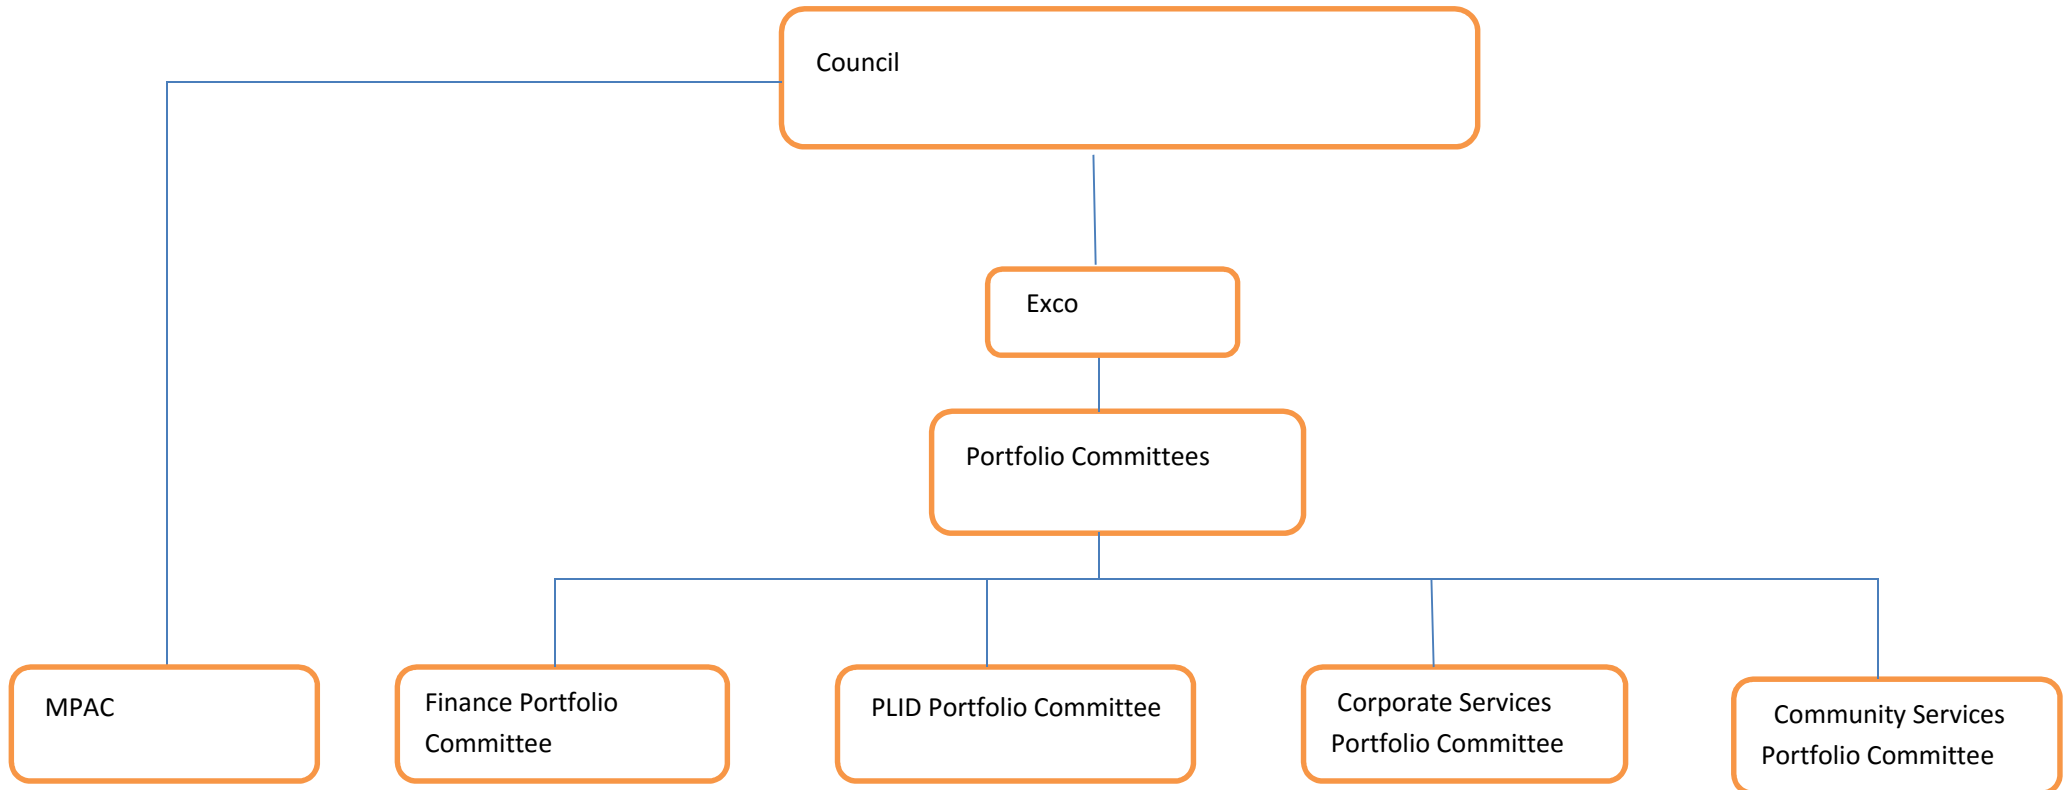 Council
Exco
Portfolio Committees
MPAC
Finance Portfolio
Committee
PLID Portfolio Committee
Corporate Services
Portfolio Committee
Community Services
Portfolio Committee